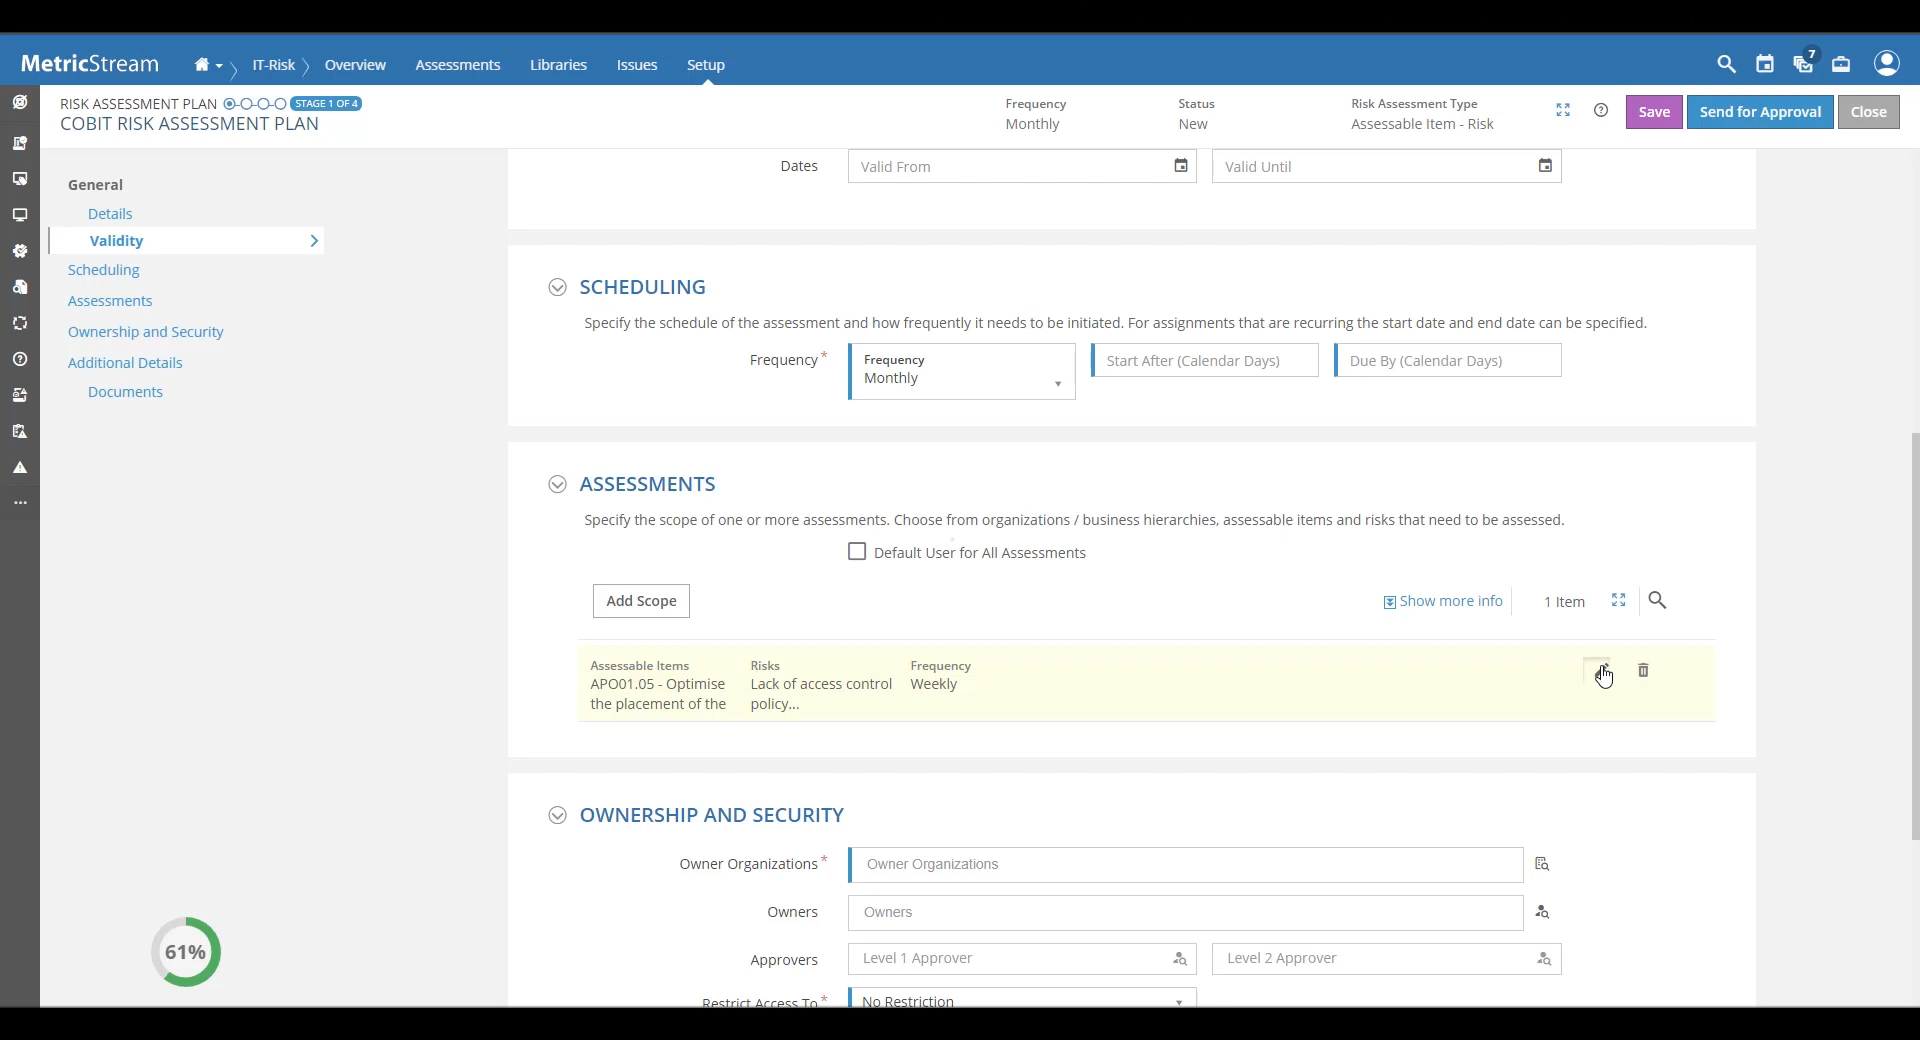 MetricStream
IT-Risk
Overview
Assessments
Libraries
Issues
Setup
7
RISK ASSESSMENT PLAN
STAGE 1 OF 4
COBIT RISK ASSESSMENT PLAN
Frequency
Monthly
Status
New
Risk Assessment Type
Assessable Item - Risk
Save
Send for Approval
Close
General
Details
Validity
Scheduling
Assessments
Ownership and Security
Additional Details
Documents
61%
Dates
Valid From
Valid Until
SCHEDULING
Specify the schedule of the assessment and how frequently it needs to be initiated. For assignments that are recurring the start date and end date can be specified.
Frequency*
Frequency
Monthly
Start After (Calendar Days)
Due By (Calendar Days)
ASSESSMENTS
Specify the scope of one or more assessments. Choose from organizations / business hierarchies, assessable items and risks that need to be assessed.
Default User for All Assessments
Add Scope
Show more info
1 Item
Assessable Items
APO01.05 - Optimise
the placement of the
Risks
Lack of access control
policy...
Frequency
Weekly
OWNERSHIP AND SECURITY
Owner Organizations*
Owner Organizations
Owners
Owners
Approvers
Level 1 Approver
Level 2 Approver
Restrict Access To*
No Restriction